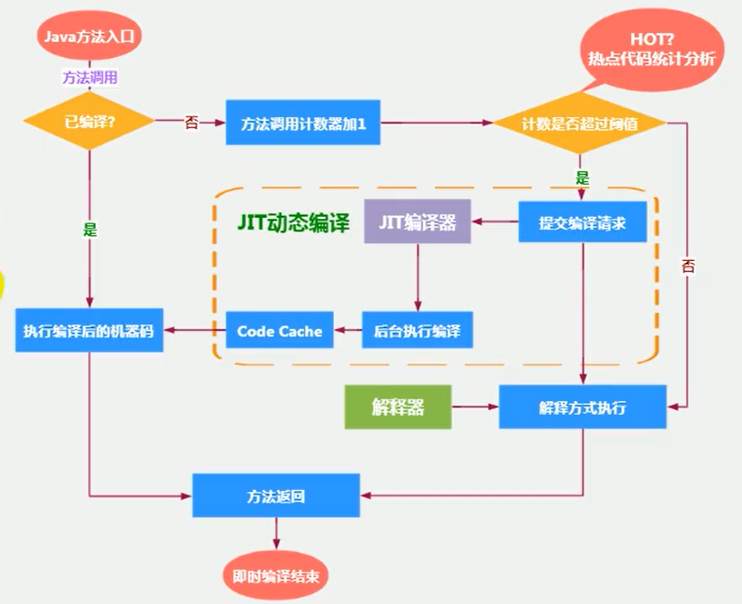 Java方法入口
HOT?
热点代码统计分析
方法调用
已编译?
否
方法调用计数器加1
计数是否超过阈值
是
JIT动态编译
JIT编译器
提交编译请求
是
否
执行编译后的机器码
Code Cache
后台执行编译
解释器
解释方式执行
方法返回
即时编译结束